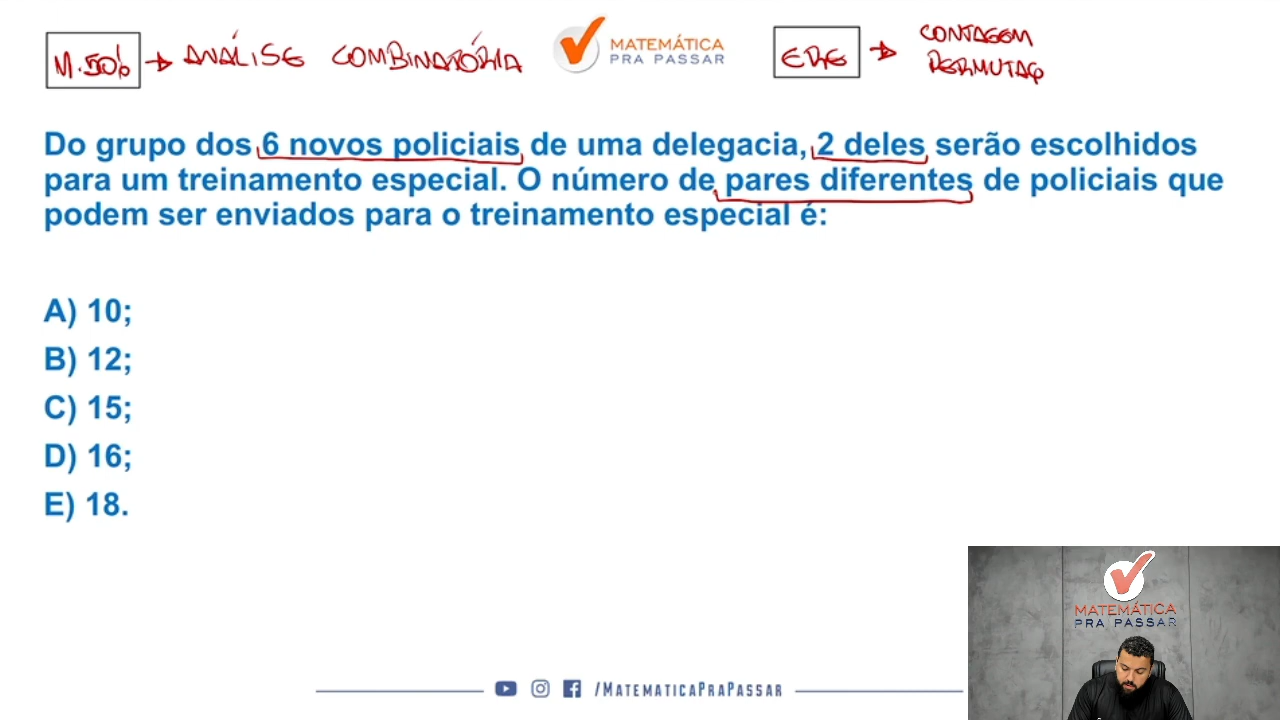 M.50% → ANÁLISE COMBINATÓRIA
MATEMÁTICA
PRA PASSAR
→ CONTAGEM
PERMUTAÇ
Do grupo dos 6 novos policiais de uma delegacia, 2 deles serão escolhidos
para um treinamento especial. O número de pares diferentes de policiais que
podem ser enviados para o treinamento especial é:
A) 10;
B) 12;
C) 15;
D) 16;
E) 18.
MATEMÁTICA
PRA PASSAR
/MATEMATICAPRAPASSAR